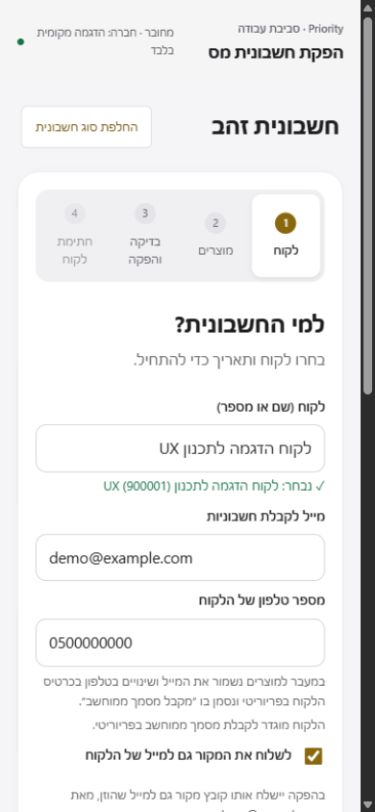 Priority · סביבת עבודה
הפקת חשבונית מס
מחובר · חברה: הדגמה מקומית
בלבד
חשבונית זהב
החלפת סוג חשבונית
1
לקוח
2
מוצרים
3
בדיקה
והפקה
4
חתימת
לקוח
למי החשבונית?
בחרו לקוח ותאריך כדי להתחיל.
לקוח (שם או מספר)
לקוח הדגמה לתכנון UX
✓ נבחר: לקוח הדגמה לתכנון UX (900001)
מייל לקבלת חשבוניות
demo@example.com
מספר טלפון של הלקוח
0500000000
במעבר למוצרים נשמור את המייל ושינויים בטלפון בכרטיס
הלקוח בפריוריטי ונסמן בו "מקבל מסמך ממוחשב".
הלקוח מוגדר לקבלת מסמך ממוחשב בפריוריטי.
לשלוח את המקור גם למייל של הלקוח
בהפקה יישלח אותו קובץ מקור גם למייל שהוזן, מאת